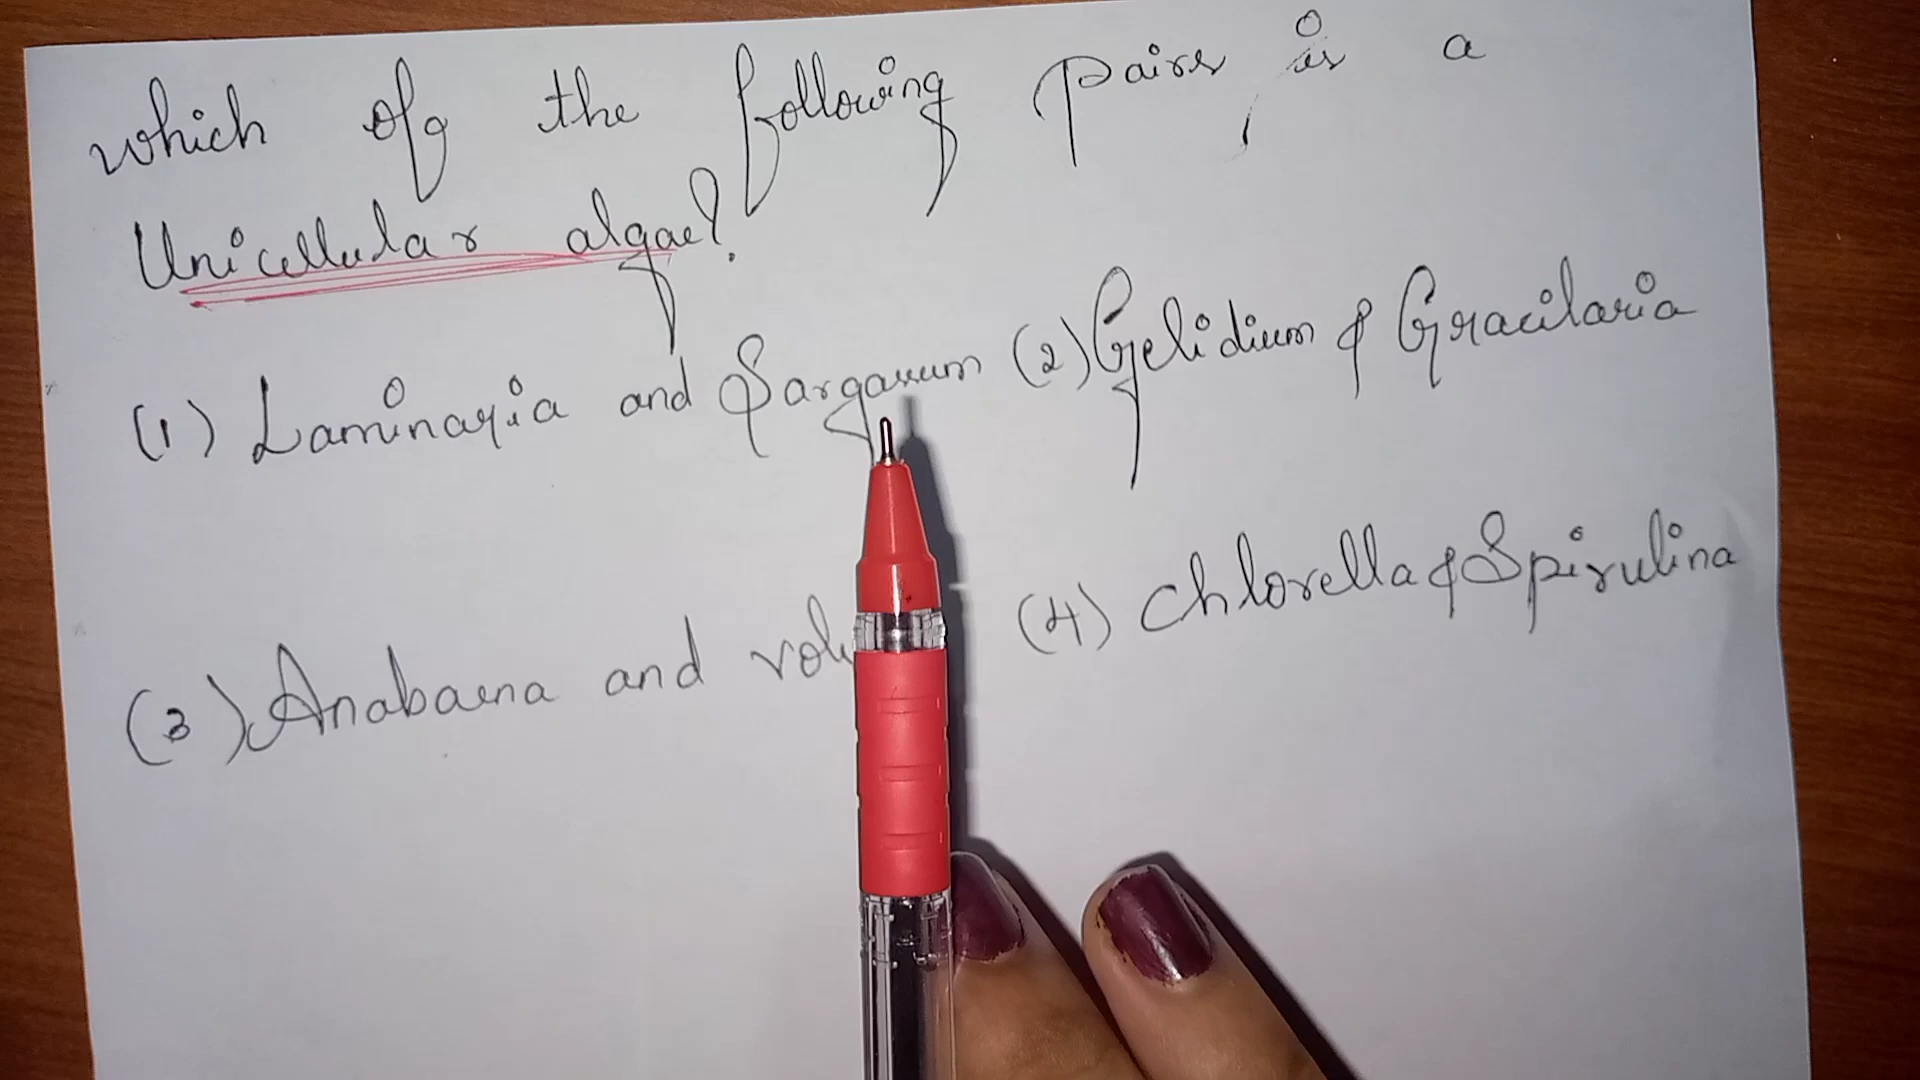 which of the following pairs is a
Unicellular algae?
(1) Laminaria and Sargassum (2) Gelidium & Gracilaria
(3) Anabaena and (4) Chlorella & Spirulina